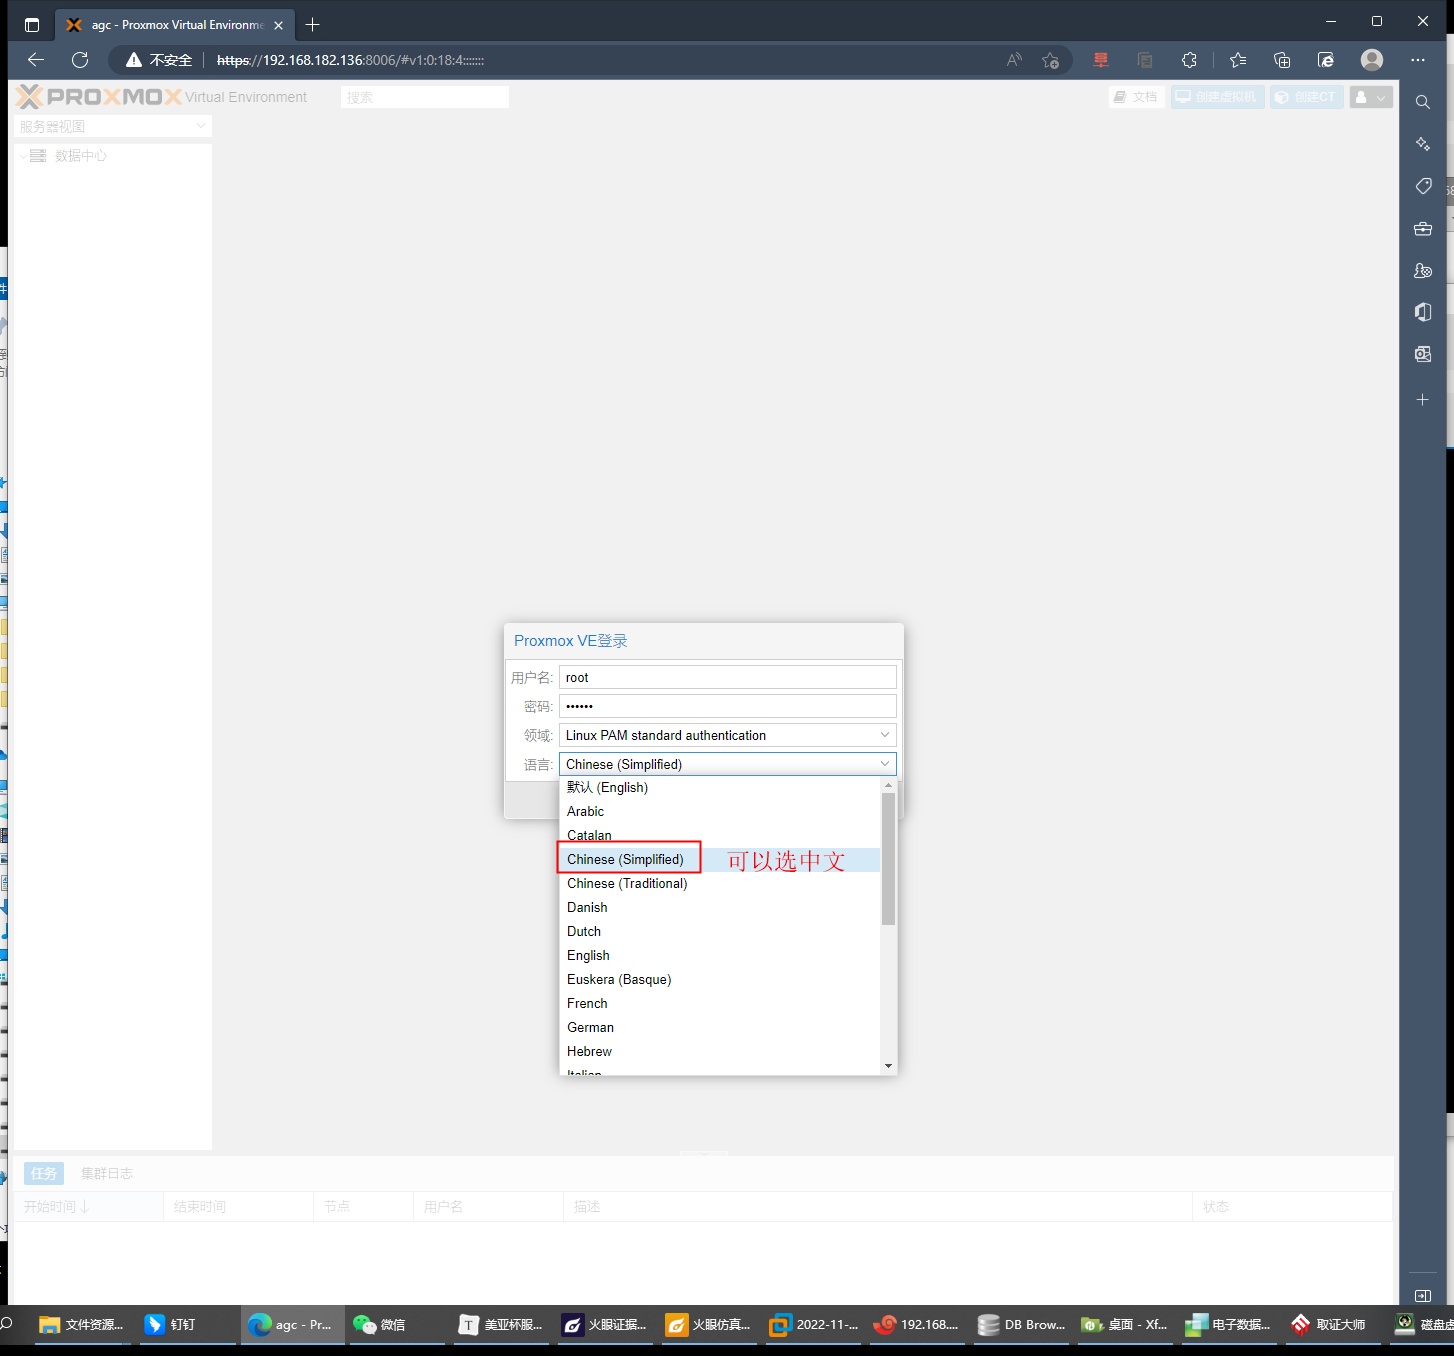 agc - Proxmox Virtual Environme
不安全
https://192.168.182.136:8006/#v1:0:18:4:::::::
PROXMOX Virtual Environment
搜索
文档
创建虚拟机
创建CT
服务器视图
数据中心
Proxmox VE登录
用户名:
root
密码:
••••••
领域:
Linux PAM standard authentication
语言:
Chinese (Simplified)
默认 (English)
Arabic
Catalan
Chinese (Simplified)
可以选中文
Chinese (Traditional)
Danish
Dutch
English
Euskera (Basque)
French
German
Hebrew
Italian
任务
集群日志
开始时间↓
结束时间
节点
用户名
描述
状态
文件资源...
钉钉
agc - Pr...
微信
美亚杯服...
火眼证据...
火眼仿真...
2022-11-...
192.168....
DB Brow...
桌面 - Xf...
电子数据...
取证大师